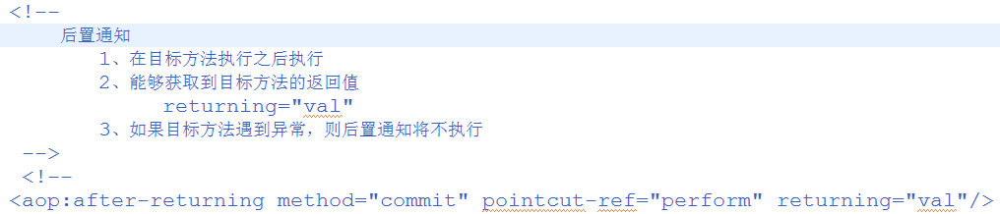 <!--
后置通知
1、在目标方法执行之后执行
2、能够获取到目标方法的返回值
returning="val"
3、如果目标方法遇到异常，则后置通知将不执行
-->
<!--
<aop:after-returning method="commit" pointcut-ref="perform" returning="val"/>